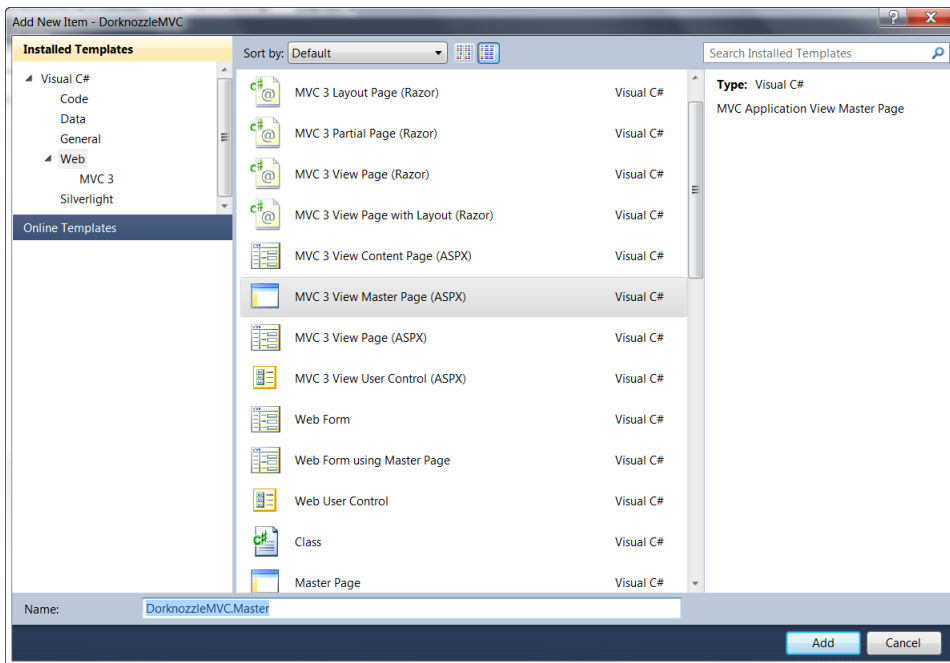 Add New Item - DorknozzleMVC
Installed Templates
Visual C#
Code
Data
General
Web
MVC 3
Silverlight
Online Templates
Sort by: Default
MVC 3 Layout Page (Razor) Visual C#
MVC 3 Partial Page (Razor) Visual C#
MVC 3 View Page (Razor) Visual C#
MVC 3 View Page with Layout (Razor) Visual C#
MVC 3 View Content Page (ASPX) Visual C#
MVC 3 View Master Page (ASPX) Visual C#
MVC 3 View Page (ASPX) Visual C#
MVC 3 View User Control (ASPX) Visual C#
Web Form Visual C#
Web Form using Master Page Visual C#
Web User Control Visual C#
Class Visual C#
Master Page Visual C#
Search Installed Templates
Type: Visual C#
MVC Application View Master Page
Name: DorknozzleMVC.Master
Add Cancel